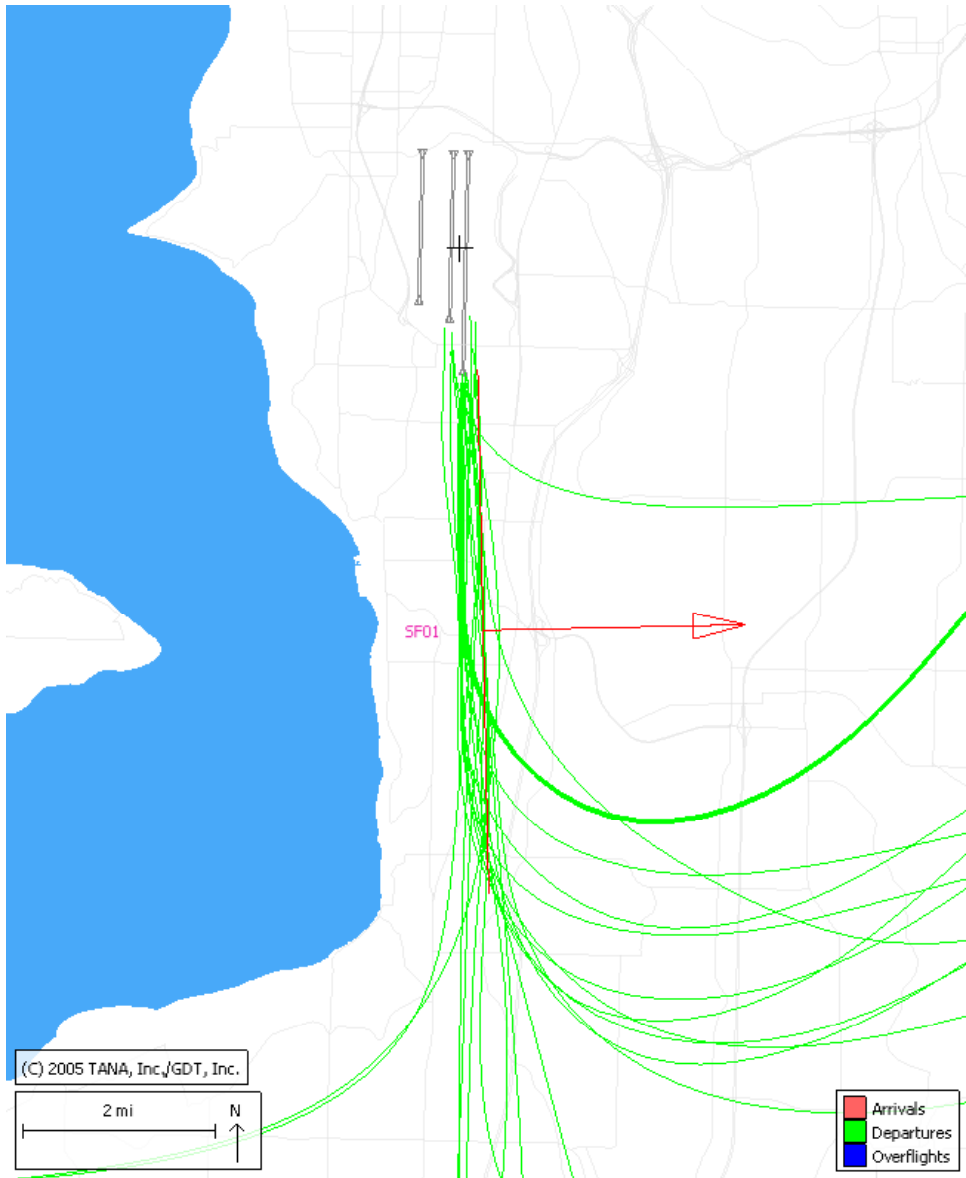 SF01
(C) 2005 TANA, Inc./GDT, Inc.
2 mi
N
Arrivals
Departures
Overflights